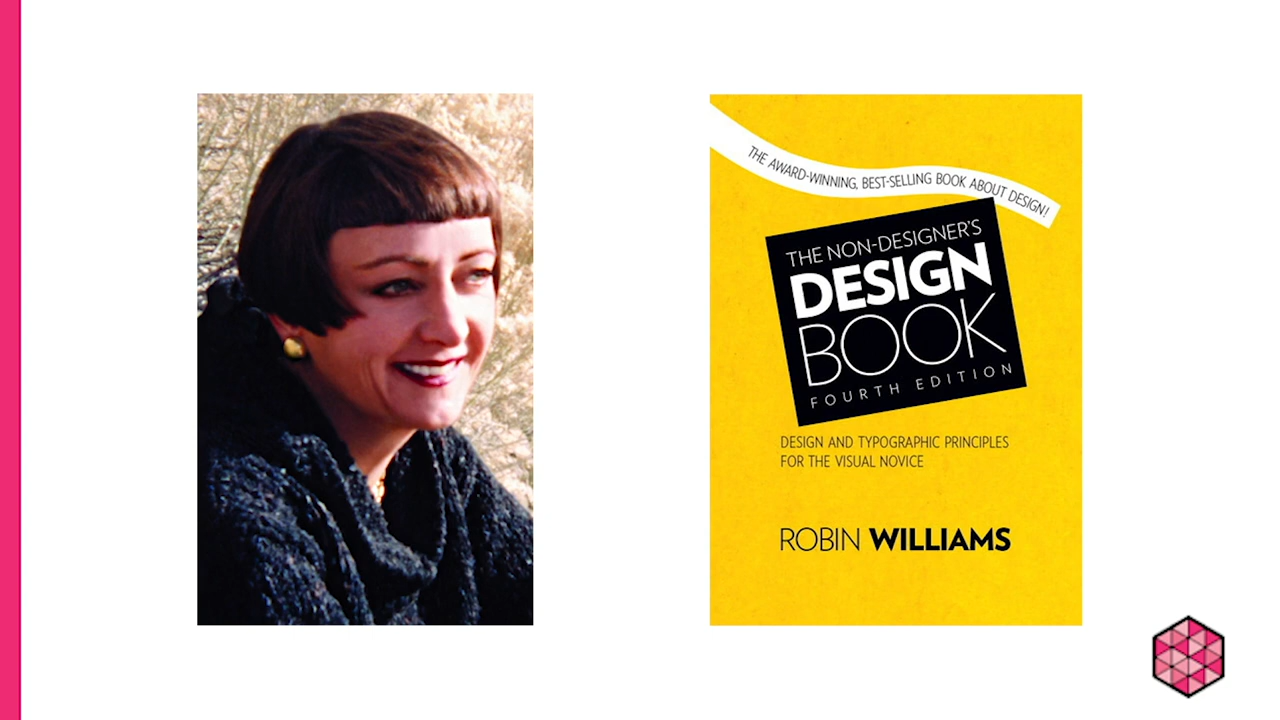 THE AWARD-WINNING, BEST-SELLING BOOK ABOUT DESIGN!
THE NON-DESIGNER'S
DESIGN
BOOK
FOURTH EDITION
DESIGN AND TYPOGRAPHIC PRINCIPLES
FOR THE VISUAL NOVICE
ROBIN WILLIAMS